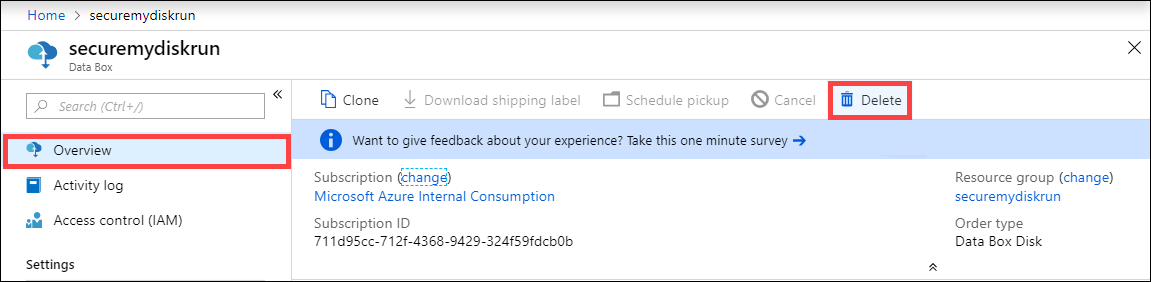 Home > securemydiskrun
securemydiskrun
Data Box
Search (Ctrl+/)
«
Clone
Download shipping label
Schedule pickup
Cancel
Delete
Overview
Activity log
Access control (IAM)
Settings
Want to give feedback about your experience? Take this one minute survey →
Subscription (change)
Microsoft Azure Internal Consumption
Subscription ID
711d95cc-712f-4368-9429-324f59fdcb0b
Resource group (change)
securemydiskrun
Order type
Data Box Disk